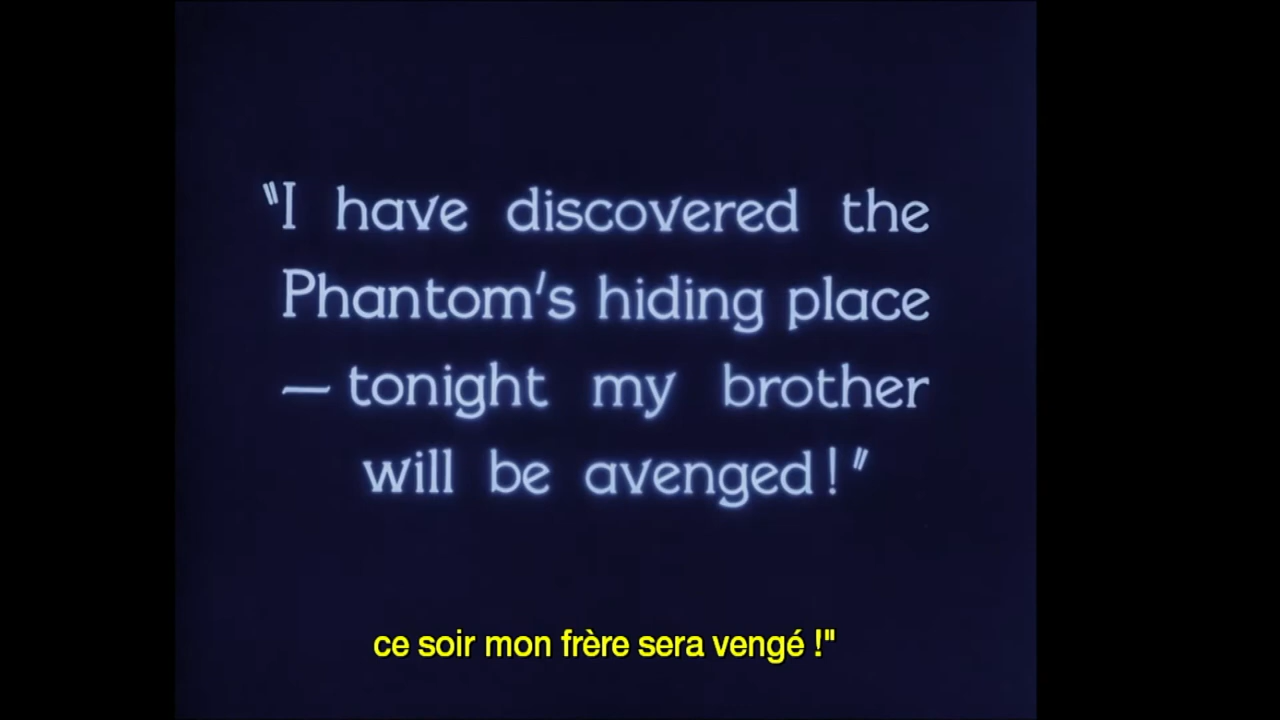 "I have discovered the
Phantom's hiding place
— tonight my brother
will be avenged!"
ce soir mon frère sera vengé !"